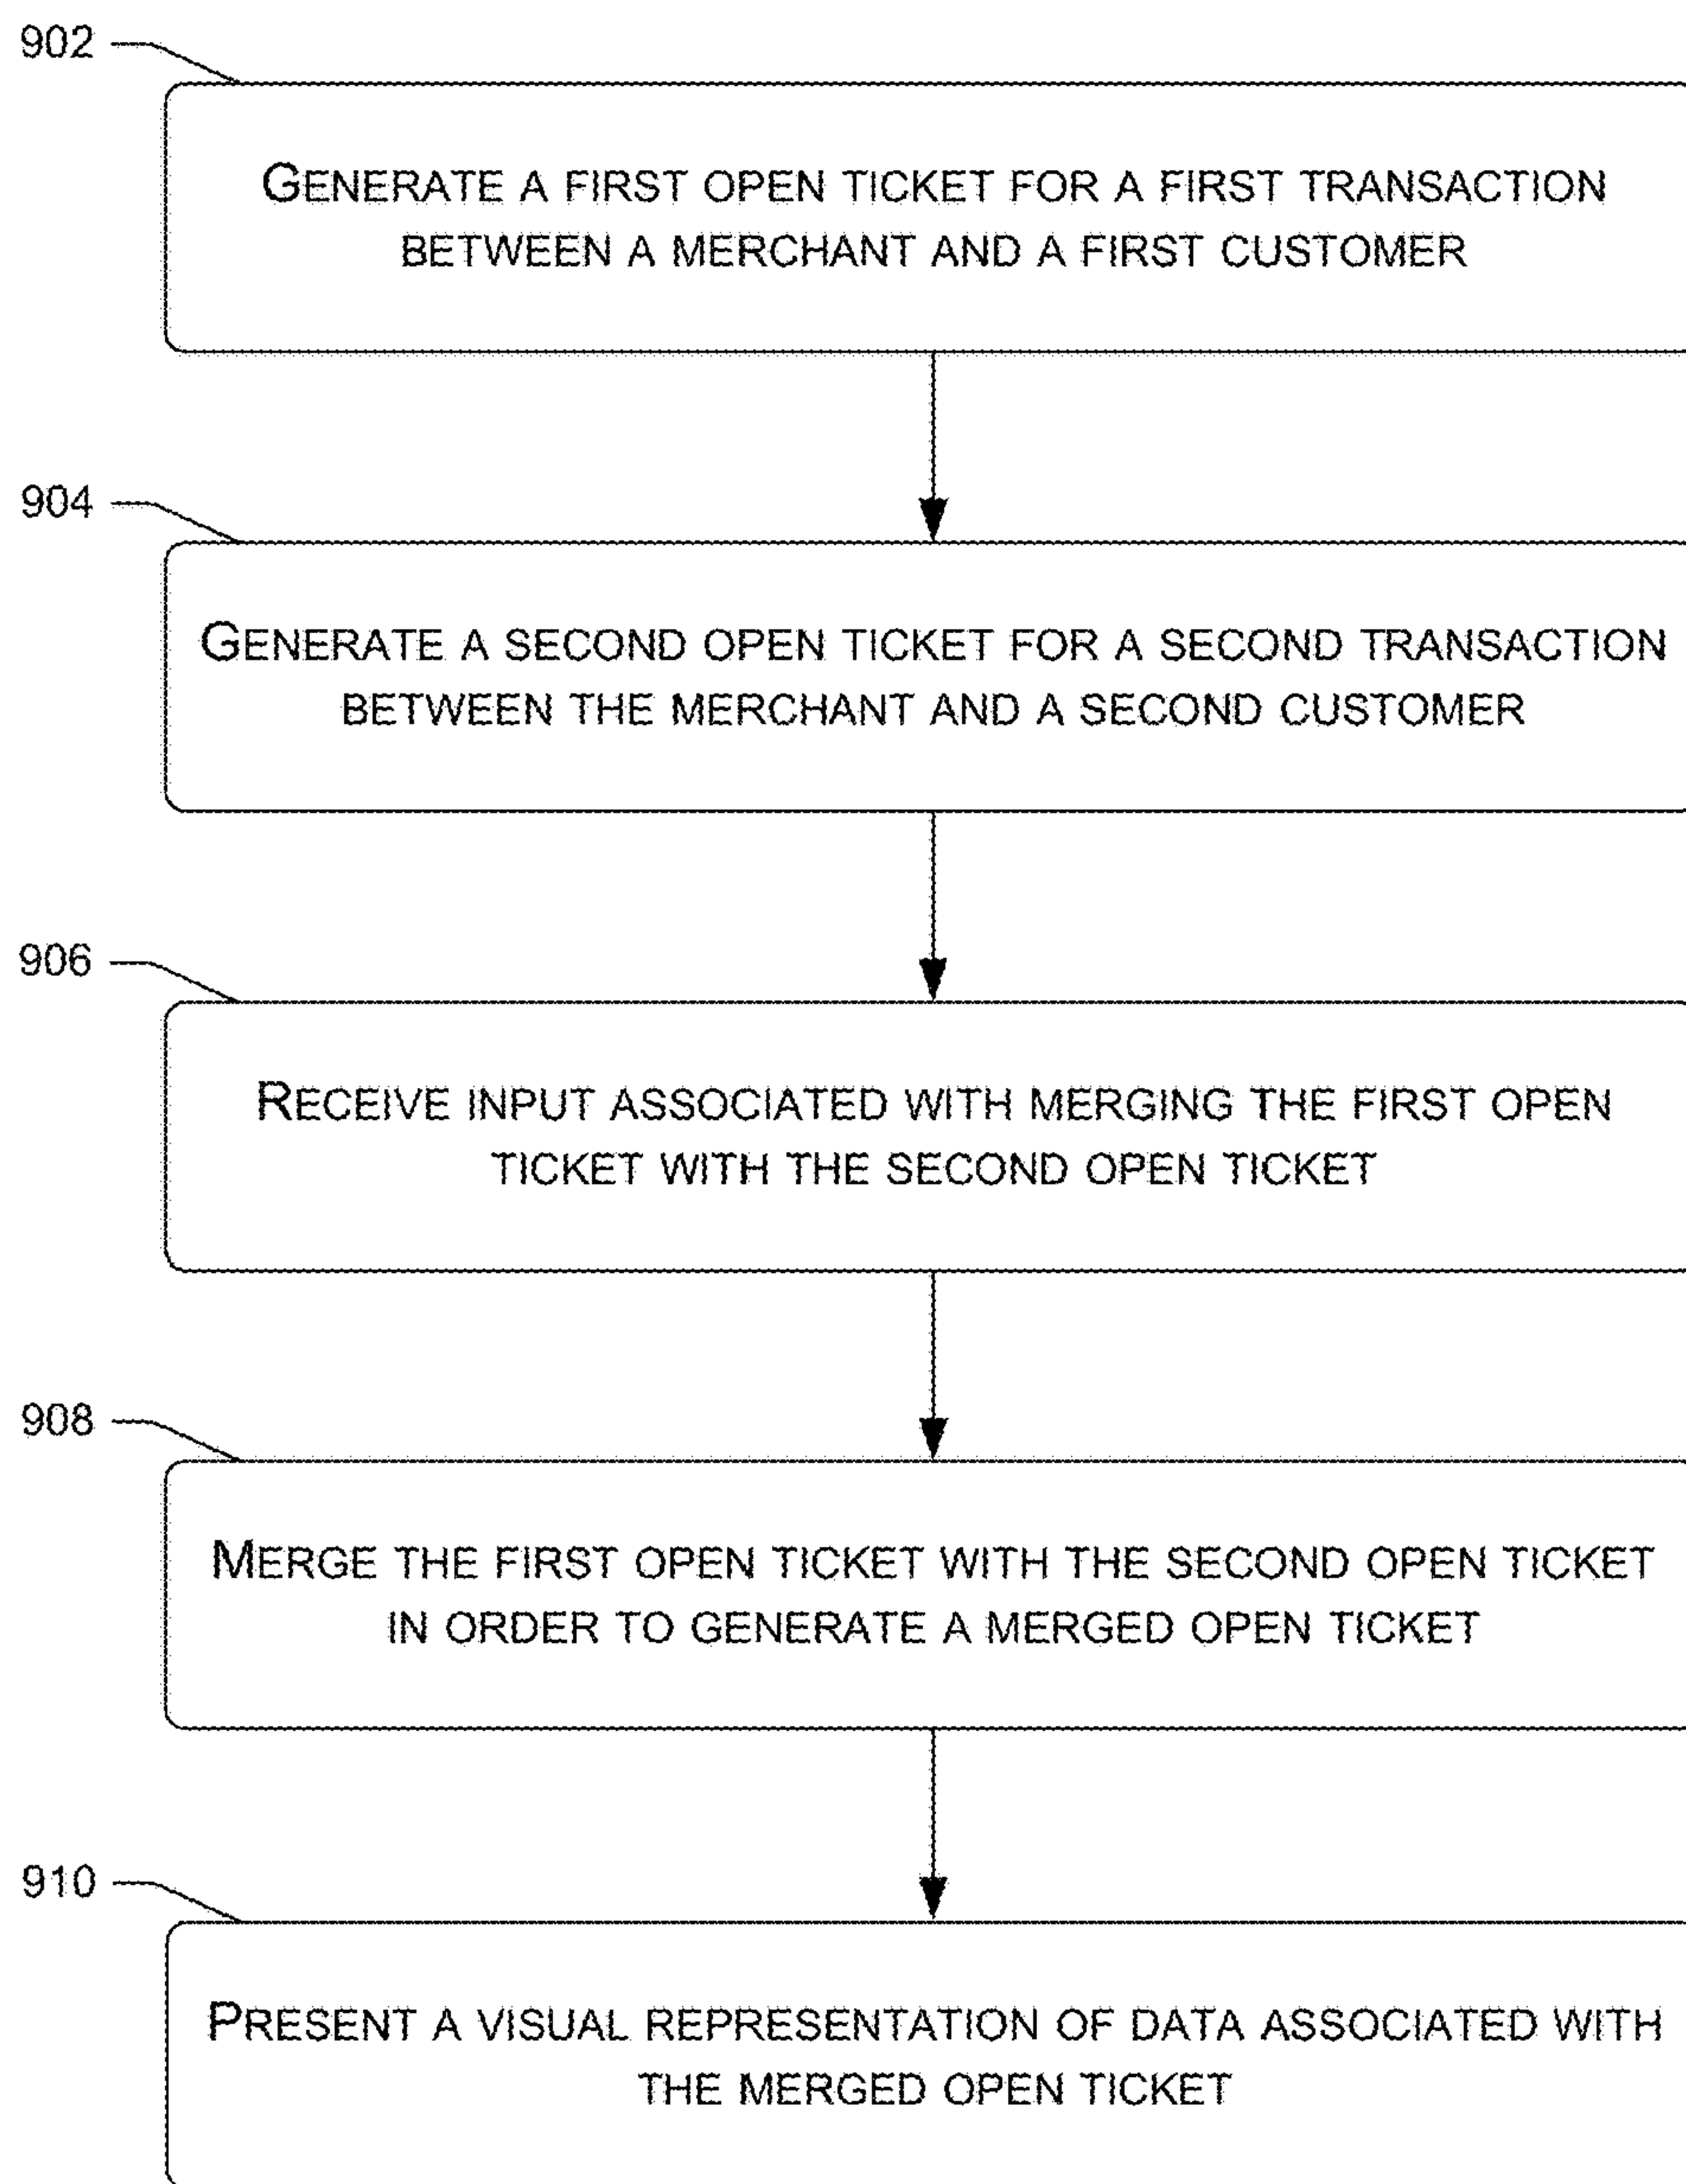 902
GENERATE A FIRST OPEN TICKET FOR A FIRST TRANSACTION
BETWEEN A MERCHANT AND A FIRST CUSTOMER
904
GENERATE A SECOND OPEN TICKET FOR A SECOND TRANSACTION
BETWEEN THE MERCHANT AND A SECOND CUSTOMER
906
RECEIVE INPUT ASSOCIATED WITH MERGING THE FIRST OPEN
TICKET WITH THE SECOND OPEN TICKET
908
MERGE THE FIRST OPEN TICKET WITH THE SECOND OPEN TICKET
IN ORDER TO GENERATE A MERGED OPEN TICKET
910
PRESENT A VISUAL REPRESENTATION OF DATA ASSOCIATED WITH
THE MERGED OPEN TICKET